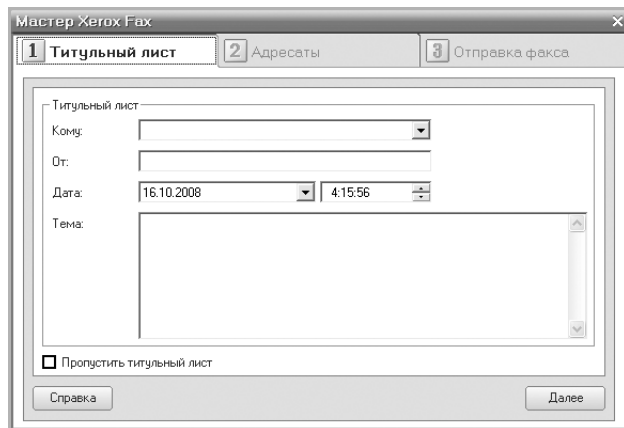 Мастер Xerox Fax
1 Титульный лист 2 Адресаты 3 Отправка факса
Титульный лист
Кому:
От:
Дата: 16.10.2008 4:15:56
Тема:
Пропустить титульный лист
Справка Далее